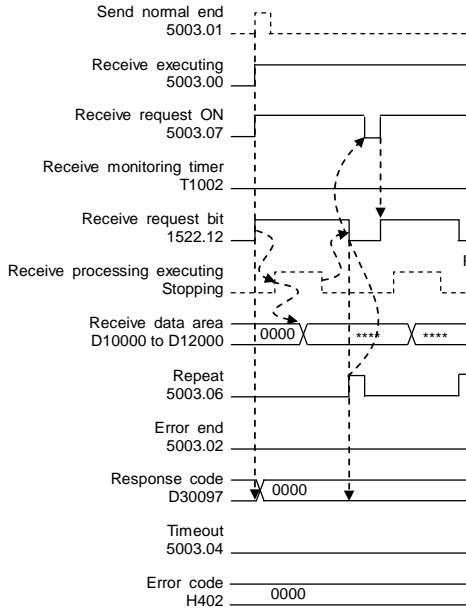 Send normal end
5003.01
Receive executing
5003.00
Receive request ON
5003.07
Receive monitoring timer
T1002
Receive request bit
1522.12
Receive processing executing
Stopping
Receive data area
D10000 to D12000
0000 **** ****
Repeat
5003.06
Error end
5003.02
Response code
D30097
0000
Timeout
5003.04
Error code
H402
0000